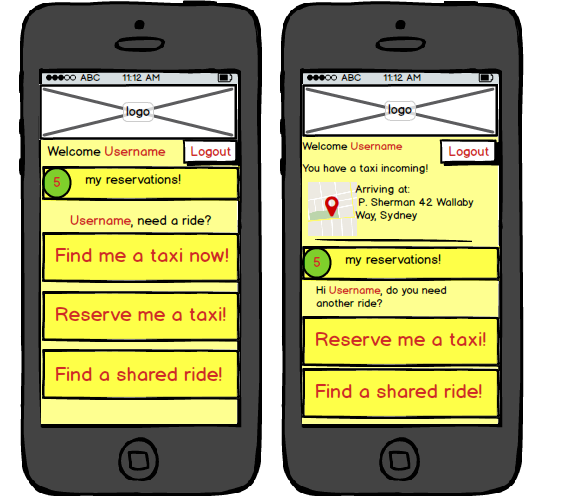 ABC 11:12 AM
logo
Welcome Username Logout
5 my reservations!
Username, need a ride?
Find me a taxi now!
Reserve me a taxi!
Find a shared ride!
ABC 11:12 AM
logo
Welcome Username Logout
You have a taxi incoming!
Arriving at:
P. Sherman 42 Wallaby
Way, Sydney
5 my reservations!
Hi Username, do you need
another ride?
Reserve me a taxi!
Find a shared ride!